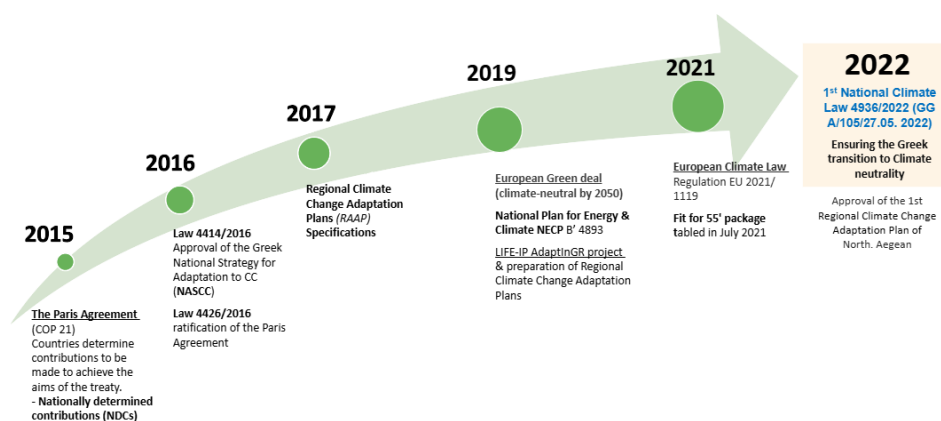 2015
The Paris Agreement
(COP 21)
Countries determine
contributions to be
made to achieve the
aims of the treaty.
- Nationally determined
contributions (NDCs)
2016
Law 4414/2016
Approval of the Greek
National Strategy for
Adaptation to CC
(NASCC)
Law 4426/2016
ratification of the Paris
Agreement
2017
Regional Climate
Change Adaptation
Plans (RAAP)
Specifications
2019
European Green deal
(climate-neutral by 2050)
National Plan for Energy &
Climate NECP B' 4893
LIFE-IP AdaptInGR project
& preparation of Regional
Climate Change Adaptation
Plans
2021
European Climate Law
Regulation EU 2021/
1119
Fit for 55' package
tabled in July 2021
2022
1st National Climate
Law 4936/2022 (GG
A/105/27.05. 2022)
Ensuring the Greek
transition to Climate
neutrality
Approval of the 1st
Regional Climate Change
Adaptation Plan of
North. Aegean